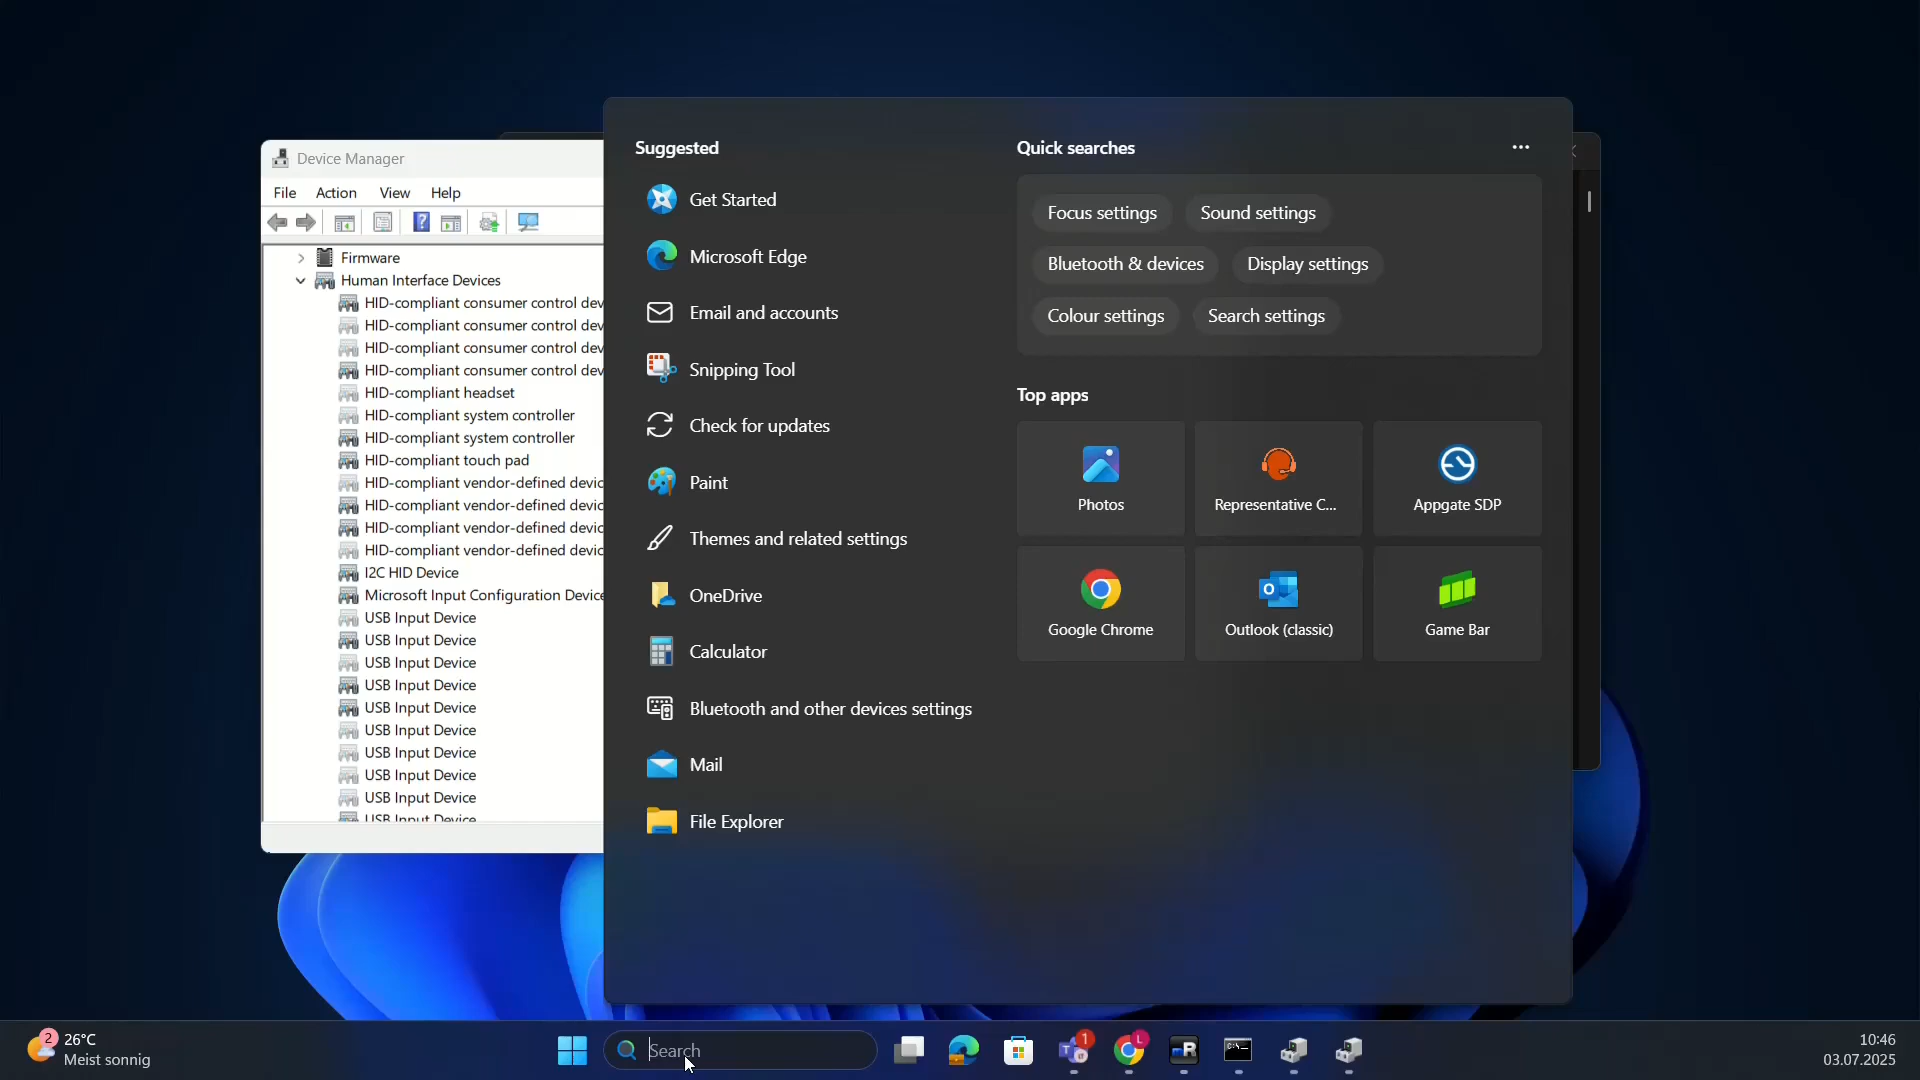 Device Manager
File Action View Help
Firmware
Human Interface Devices
HID-compliant consumer control dev
HID-compliant consumer control dev
HID-compliant consumer control dev
HID-compliant consumer control dev
HID-compliant headset
HID-compliant system controller
HID-compliant system controller
HID-compliant touch pad
HID-compliant vendor-defined devic
HID-compliant vendor-defined devic
HID-compliant vendor-defined devic
HID-compliant vendor-defined devic
I2C HID Device
Microsoft Input Configuration Device
USB Input Device
USB Input Device
USB Input Device
USB Input Device
USB Input Device
USB Input Device
USB Input Device
USB Input Device
USB Input Device
USB Input Device
Suggested
Get Started
Microsoft Edge
Email and accounts
Snipping Tool
Check for updates
Paint
Themes and related settings
OneDrive
Calculator
Bluetooth and other devices settings
Mail
File Explorer
Quick searches
Focus settings Sound settings
Bluetooth & devices Display settings
Colour settings Search settings
Top apps
Photos Representative C... Appgate SDP
Google Chrome Outlook (classic) Game Bar
2 26°C
Meist sonnig
Search
1
L
R
10:46
03.07.2025